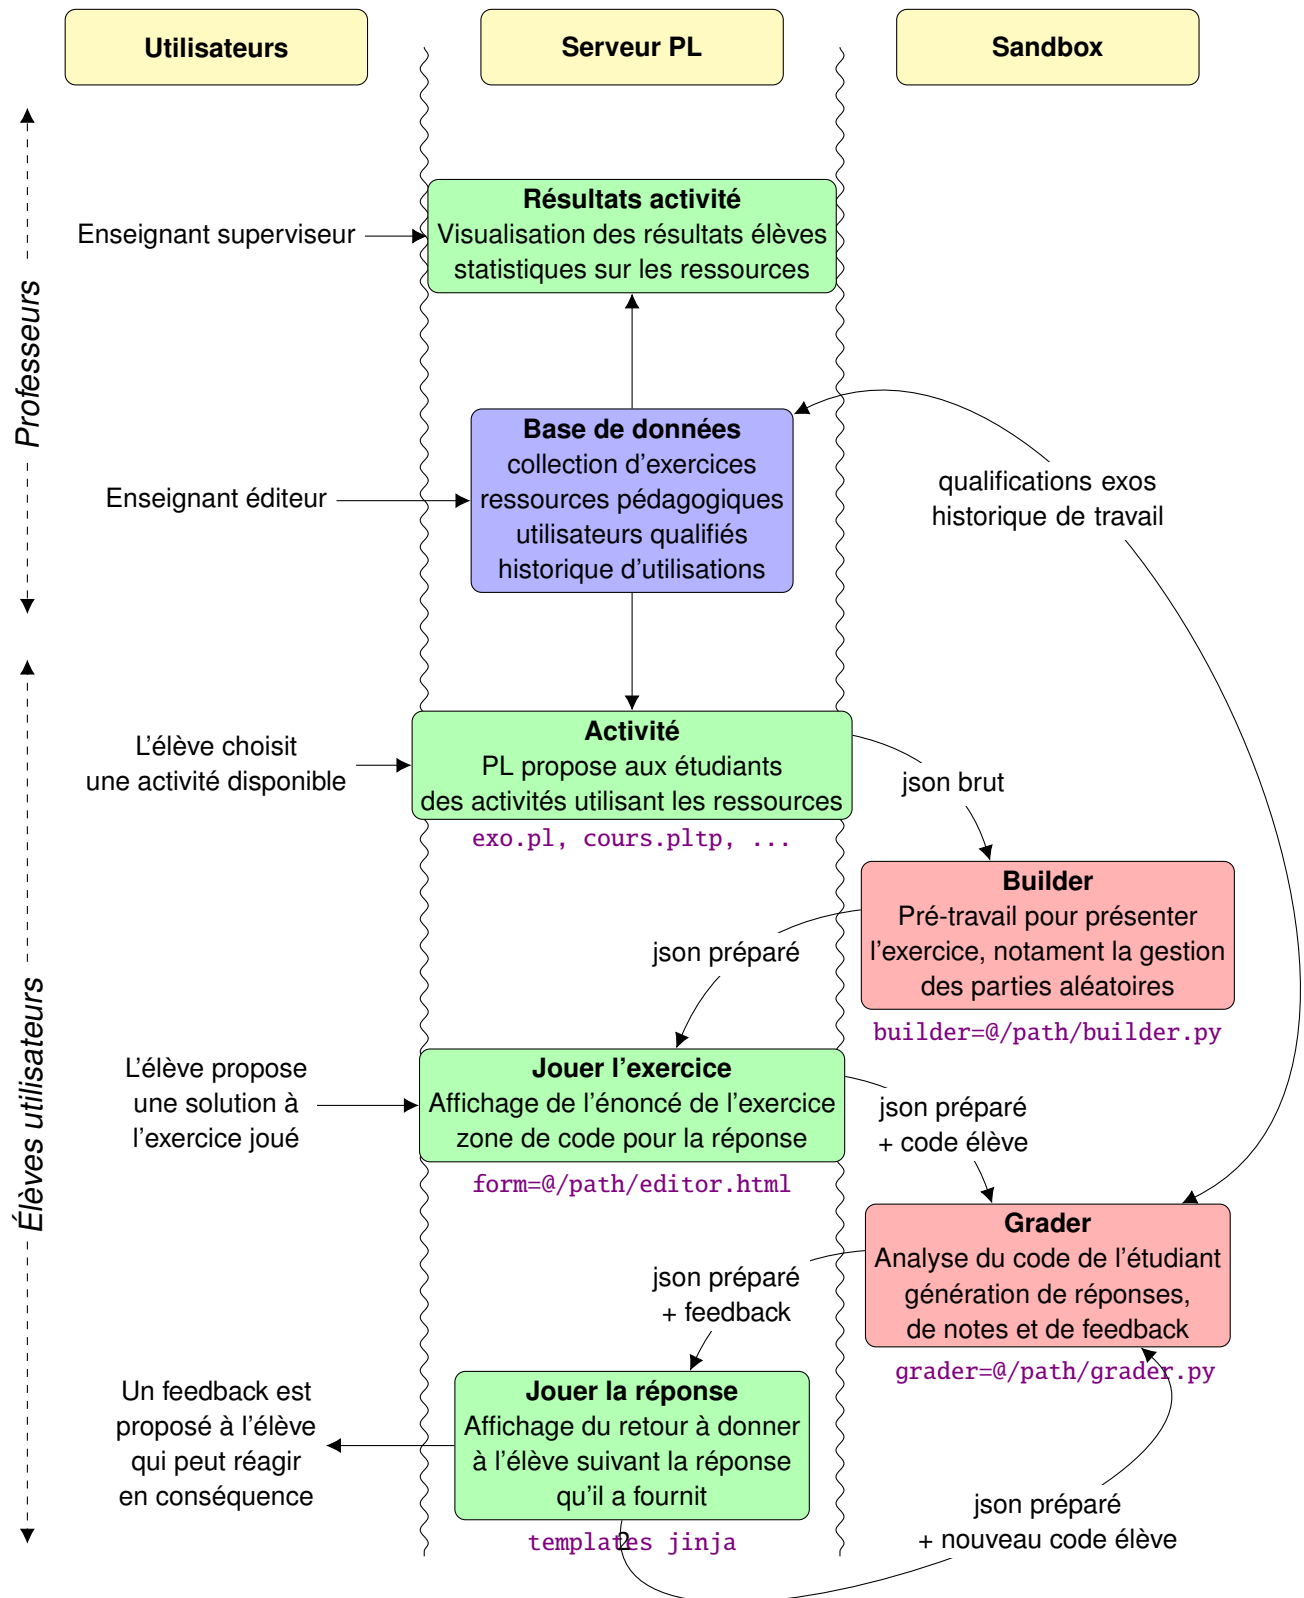 Utilisateurs
Serveur PL
Sandbox
Professeurs
Résultats activité
Visualisation des résultats élèves
statistiques sur les ressources
Enseignant superviseur
Base de données
collection d'exercices
ressources pédagogiques
utilisateurs qualifiés
historique d'utilisations
Enseignant éditeur
qualifications exos
historique de travail
Élèves utilisateurs
L'élève choisit
une activité disponible
Activité
PL propose aux étudiants
des activités utilisant les ressources
exo.pl, cours.pltp, ...
json brut
Builder
Pré-travail pour présenter
l'exercice, notament la gestion
des parties aléatoires
builder=@/path/builder.py
json préparé
L'élève propose
une solution à
l'exercice joué
Jouer l'exercice
Affichage de l'énoncé de l'exercice
zone de code pour la réponse
form=@/path/editor.html
json préparé
+ code élève
Grader
Analyse du code de l'étudiant
génération de réponses,
de notes et de feedback
grader=@/path/grader.py
json préparé
+ feedback
Un feedback est
proposé à l'élève
qui peut réagir
en conséquence
Jouer la réponse
Affichage du retour à donner
à l'élève suivant la réponse
qu'il a fournit
templates jinja
2
json préparé
+ nouveau code élève